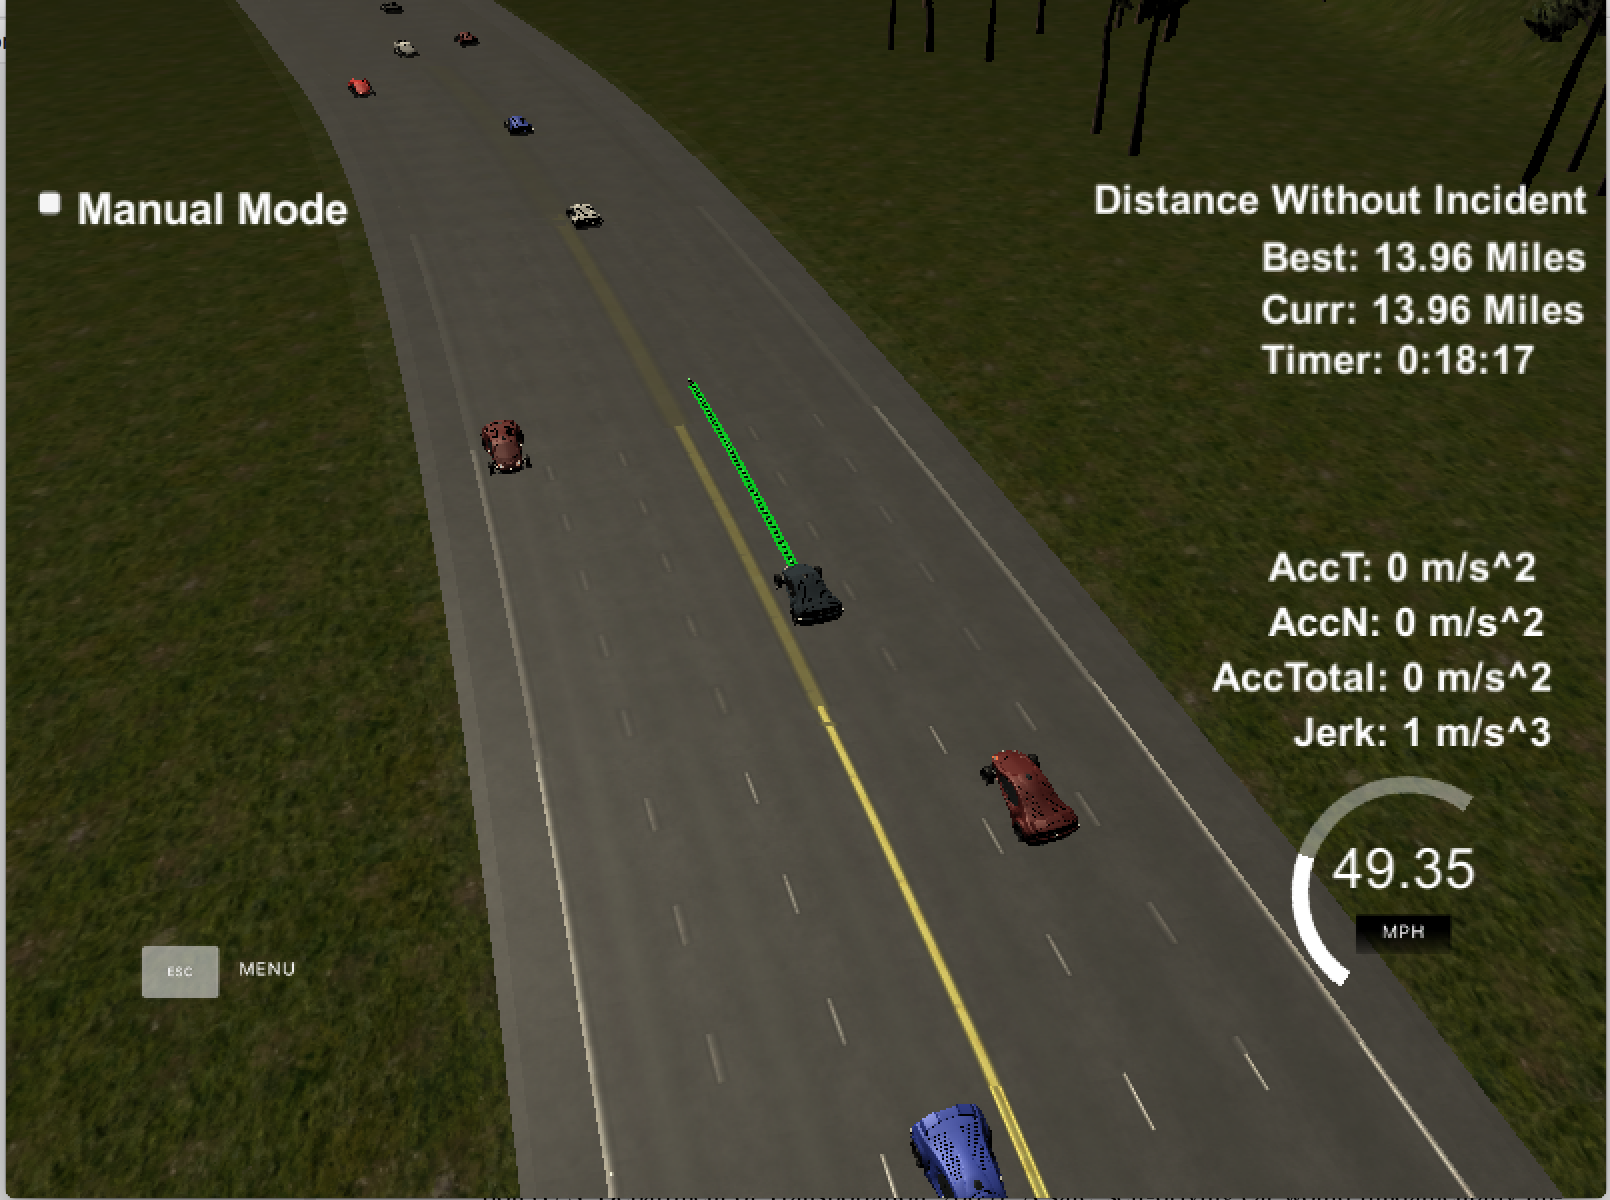 Manual Mode
Distance Without Incident
Best: 13.96 Miles
Curr: 13.96 Miles
Timer: 0:18:17
AccT: 0 m/s^2
AccN: 0 m/s^2
AccTotal: 0 m/s^2
Jerk: 1 m/s^3
49.35
MPH
ESC MENU